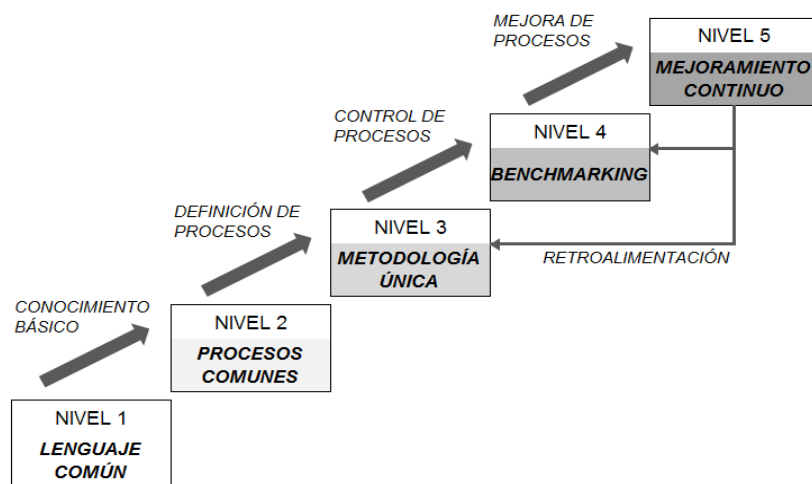 MEJORA DE
PROCESOS
NIVEL 5
MEJORAMIENTO
CONTINUO
CONTROL DE
PROCESOS
NIVEL 4
BENCHMARKING
DEFINICIÓN DE
PROCESOS
NIVEL 3
METODOLOGÍA
ÚNICA
RETROALIMENTACIÓN
CONOCIMIENTO
BÁSICO
NIVEL 2
PROCESOS
COMUNES
NIVEL 1
LENGUAJE
COMÚN